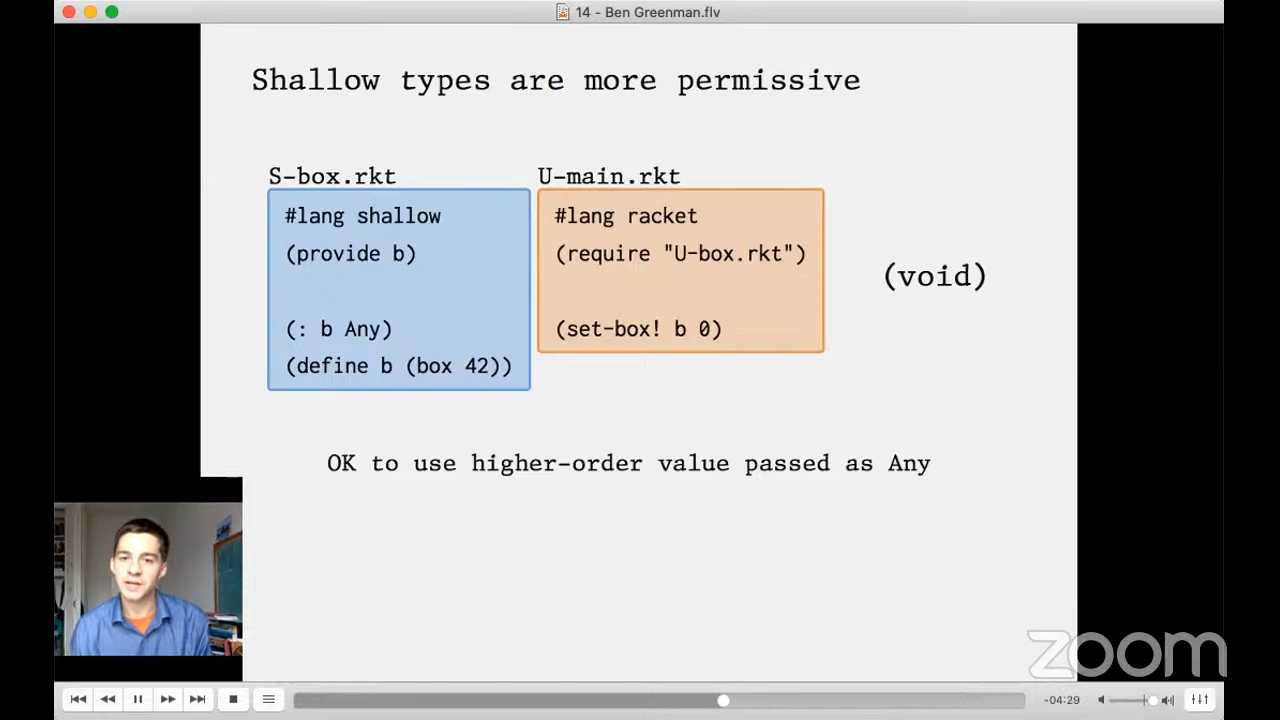 14 - Ben Greenman.flv
Shallow types are more permissive
S-box.rkt
#lang shallow
(provide b)
(: b Any)
(define b (box 42))
U-main.rkt
#lang racket
(require "U-box.rkt")
(set-box! b 0)
(void)
OK to use higher-order value passed as Any
zoom
-04:29